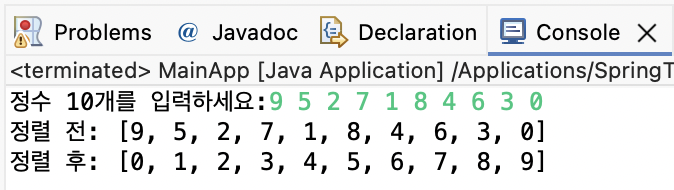 Problems @ Javadoc Declaration Console
<terminated> MainApp [Java Application] /Applications/SpringT
정수 10개를 입력하세요:9 5 2 7 1 8 4 6 3 0
정렬 전: [9, 5, 2, 7, 1, 8, 4, 6, 3, 0]
정렬 후: [0, 1, 2, 3, 4, 5, 6, 7, 8, 9]